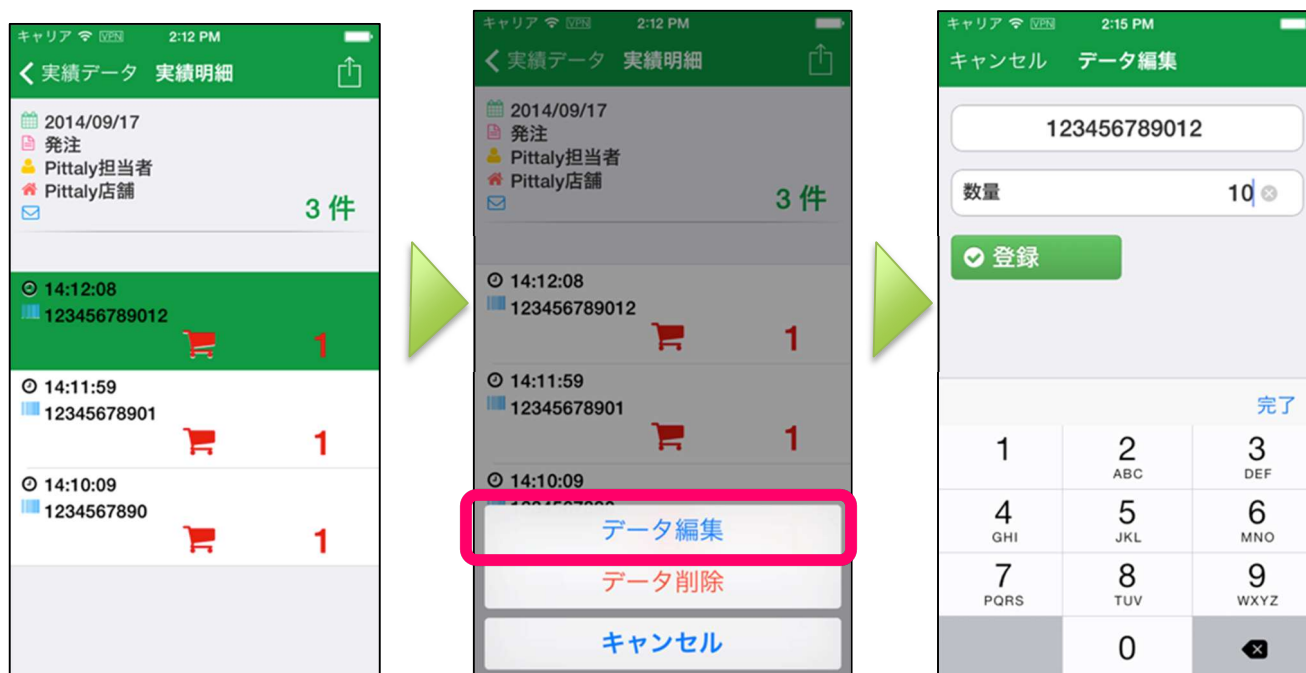 キャリア VPN 2:12 PM
実績データ 実績明細
2014/09/17
発注
Pittaly担当者
Pittaly店舗
3 件
14:12:08
123456789012
1
14:11:59
12345678901
1
14:10:09
1234567890
1
キャリア VPN 2:12 PM
実績データ 実績明細
2014/09/17
発注
Pittaly担当者
Pittaly店舗
3 件
14:12:08
123456789012
1
14:11:59
12345678901
1
14:10:09
データ編集
データ削除
キャンセル
キャリア VPN 2:15 PM
キャンセル データ編集
123456789012
数量 10
登録
完了
1 2 3
ABC DEF
4 5 6
GHI JKL MNO
7 8 9
PQRS TUV WXYZ
0